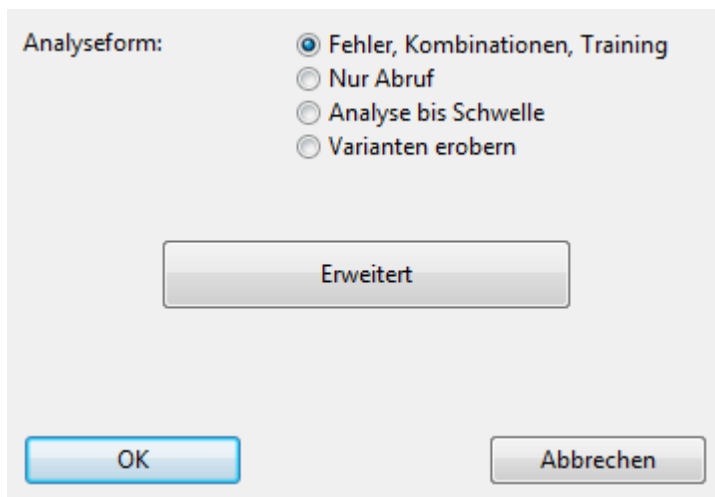 Analyseform: Fehler, Kombinationen, Training
Nur Abruf
Analyse bis Schwelle
Varianten erobern
Erweitert
OK Abbrechen